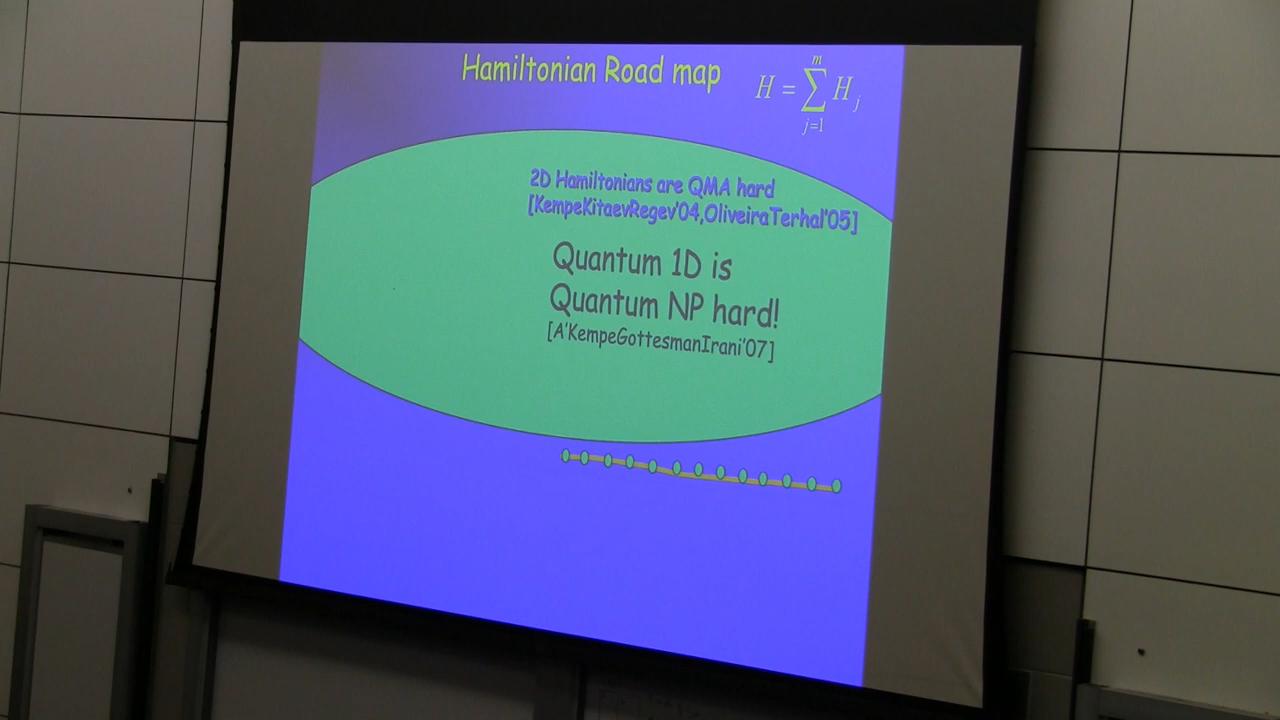 Hamiltonian Road map
H = \sum_{j=1}^{m} H_j
2D Hamiltonians are QMA hard
[KempeKitaevRegev'04,OliveiraTerhal'05]
Quantum 1D is
Quantum NP hard!
[A'KempeGottesmanIrani'07]